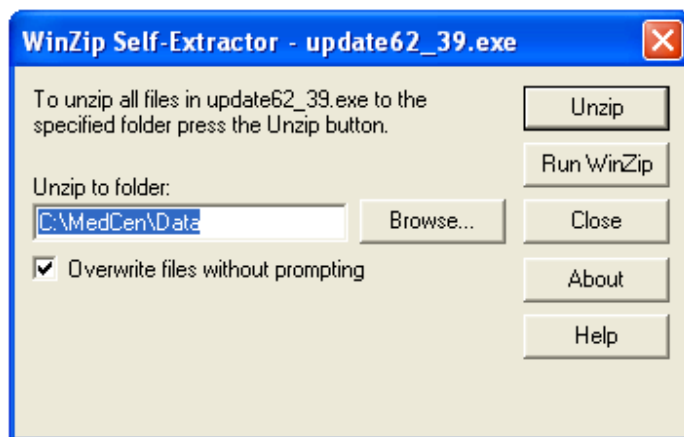 WinZip Self-Extractor - update62_39.exe
To unzip all files in update62_39.exe to the
specified folder press the Unzip button.
Unzip to folder:
C:\MedCen\Data
Browse...
Overwrite files without prompting
Unzip
Run WinZip
Close
About
Help